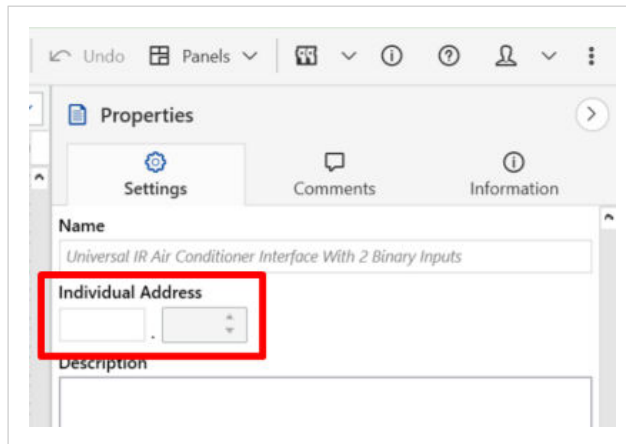 Undo Panels
Properties
Settings Comments Information
Name
Universal IR Air Conditioner Interface With 2 Binary Inputs
Individual Address
.
Description